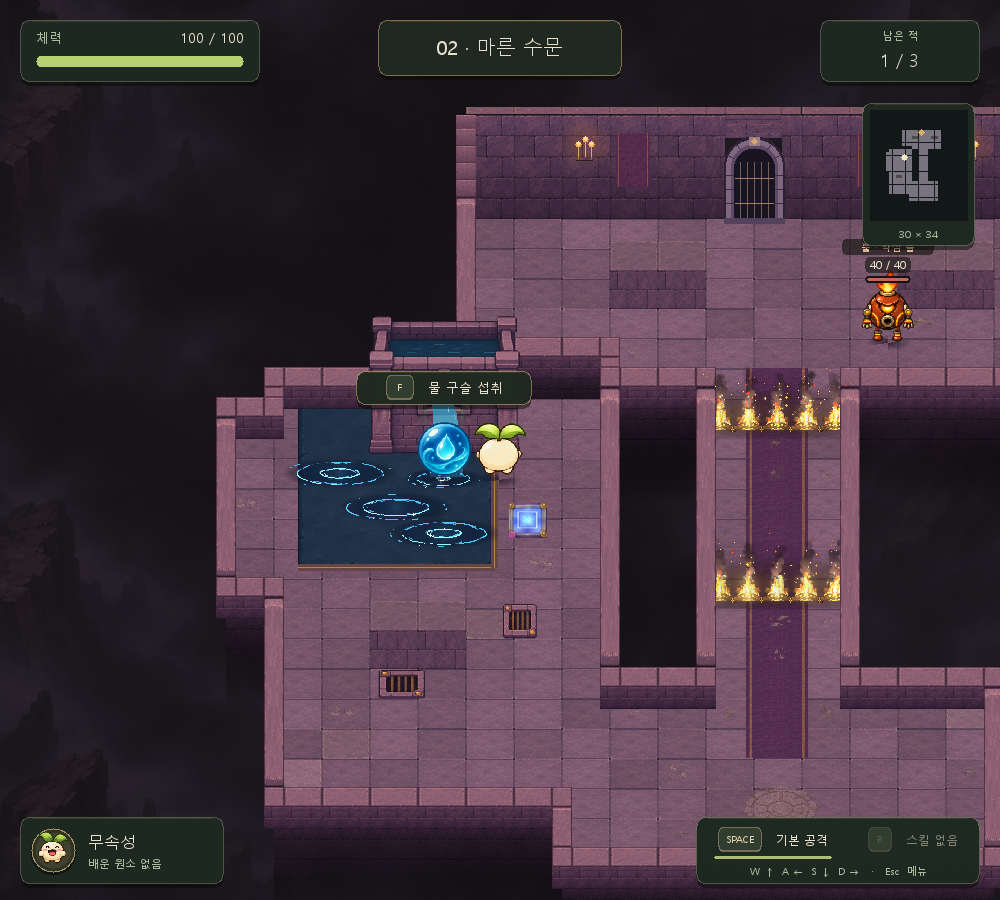 체력 100 / 100
02 · 마른 수문
남은 적
1 / 3
30 × 34
40 / 40
F 물 구슬 섭취
무속성
배운 원소 없음
SPACE 기본 공격 R 스킬 없음
W ↑ A ← S ↓ D → · Esc 메뉴